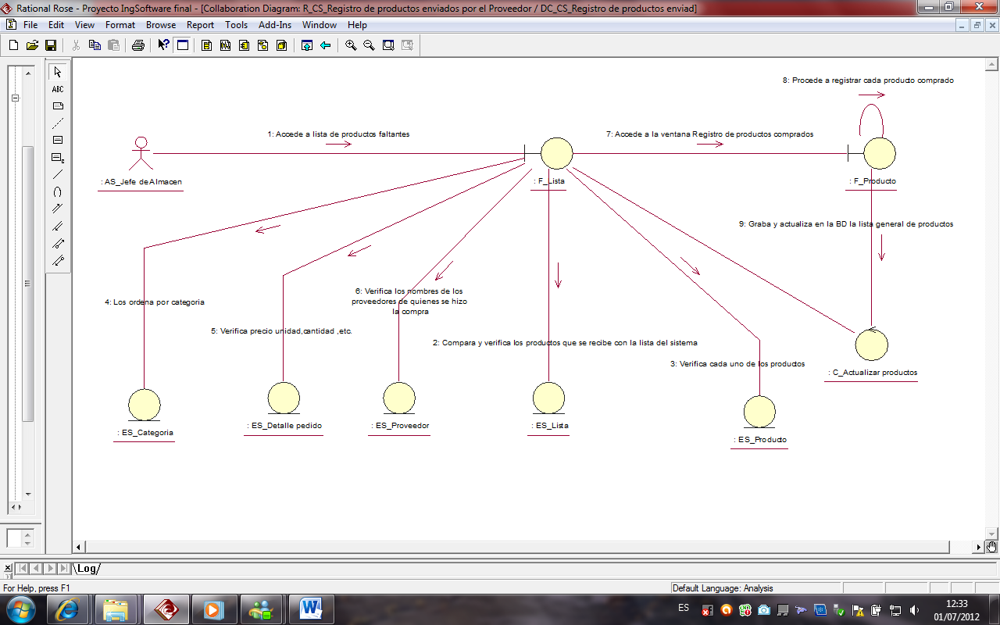 Rational Rose - Proyecto IngSoftware final - [Collaboration Diagram: R_CS_Registro de productos enviados por el Proveedor / DC_CS_Registro de productos enviad]
File Edit View Format Browse Report Tools Add-Ins Window Help
ABC
8: Procede a registrar cada producto comprado
1: Accede a lista de productos faltantes
7: Accede a la ventana Registro de productos comprados
: AS_Jefe de Almacen
: F_Lista
: F_Producto
9: Graba y actualiza en la BD la lista general de productos
6: Verifica los nombres de los
proveedores de quienes se hizo
la compra
4: Los ordena por categoria
5: Verifica precio unidad,cantidad ,etc.
2: Compara y verifica los productos que se recibe con la lista del sistema
3: Verifica cada uno de los productos
: C_Actualizar productos
: ES_Categoria
: ES_Detalle pedido
: ES_Proveedor
: ES_Lista
: ES_Producto
Log
For Help, press F1
Default Language: Analysis
ES
12:33
01/07/2012